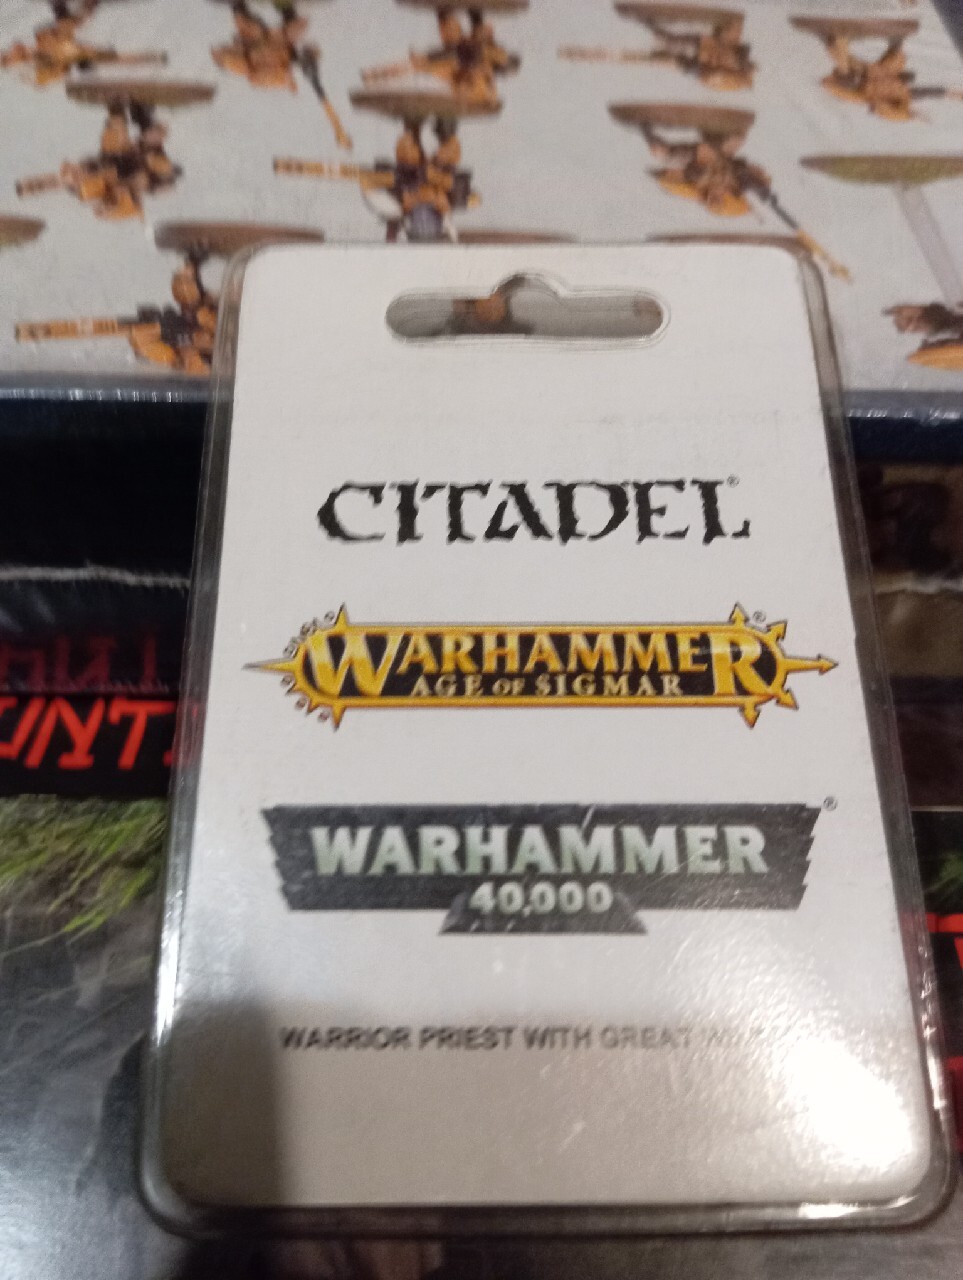 CITADEL®
WARHAMMER®
AGE OF SIGMAR
WARHAMMER®
40,000
WARRIOR PRIEST WITH GREAT